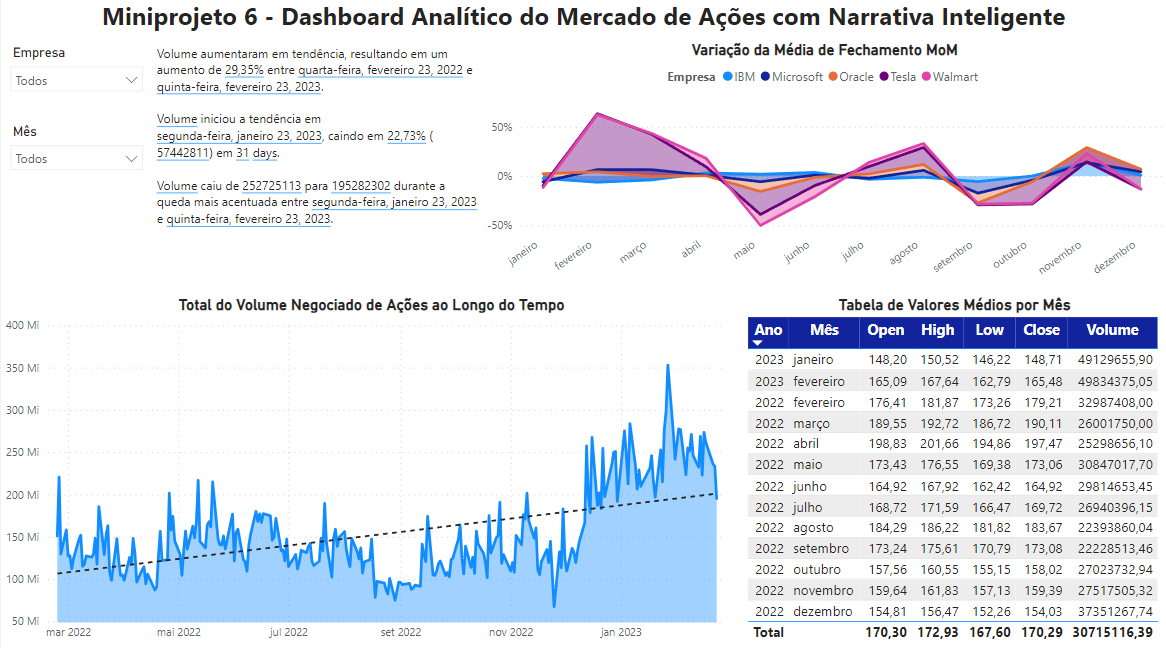 Miniprojeto 6 - Dashboard Analítico do Mercado de Ações com Narrativa Inteligente
Empresa
Todos
Mês
Todos
Volume aumentaram em tendência, resultando em um
aumento de 29,35% entre quarta-feira, fevereiro 23, 2022 e
quinta-feira, fevereiro 23, 2023.
Volume iniciou a tendência em
segunda-feira, janeiro 23, 2023, caindo em 22,73% (
57442811) em 31 days.
Volume caiu de 252725113 para 195282302 durante a
queda mais acentuada entre segunda-feira, janeiro 23, 2023
e quinta-feira, fevereiro 23, 2023.
Variação da Média de Fechamento MoM
Empresa IBM Microsoft Oracle Tesla Walmart
50%
0%
-50%
janeiro fevereiro março abril maio junho julho agosto setembro outubro novembro dezembro
Total do Volume Negociado de Ações ao Longo do Tempo
400 Mi
350 Mi
300 Mi
250 Mi
200 Mi
150 Mi
100 Mi
50 Mi
mar 2022 mai 2022 jul 2022 set 2022 nov 2022 jan 2023
Tabela de Valores Médios por Mês
Ano Mês Open High Low Close Volume
2023 janeiro 148,20 150,52 146,22 148,71 49129655,90
2023 fevereiro 165,09 167,64 162,79 165,48 49834375,05
2022 fevereiro 176,41 181,87 173,26 179,21 32987408,00
2022 março 189,55 192,72 186,72 190,11 26001750,00
2022 abril 198,83 201,66 194,86 197,47 25298656,10
2022 maio 173,43 176,55 169,38 173,06 30847017,70
2022 junho 164,92 167,92 162,42 164,92 29814653,45
2022 julho 168,72 171,59 166,47 169,72 26940396,15
2022 agosto 184,29 186,22 181,82 183,67 22393860,04
2022 setembro 173,24 175,61 170,79 173,08 22228513,46
2022 outubro 157,56 160,55 155,15 158,02 27023732,94
2022 novembro 159,64 161,83 157,13 159,39 27517505,32
2022 dezembro 154,81 156,47 152,26 154,03 37351267,74
Total 170,30 172,93 167,60 170,29 30715116,39